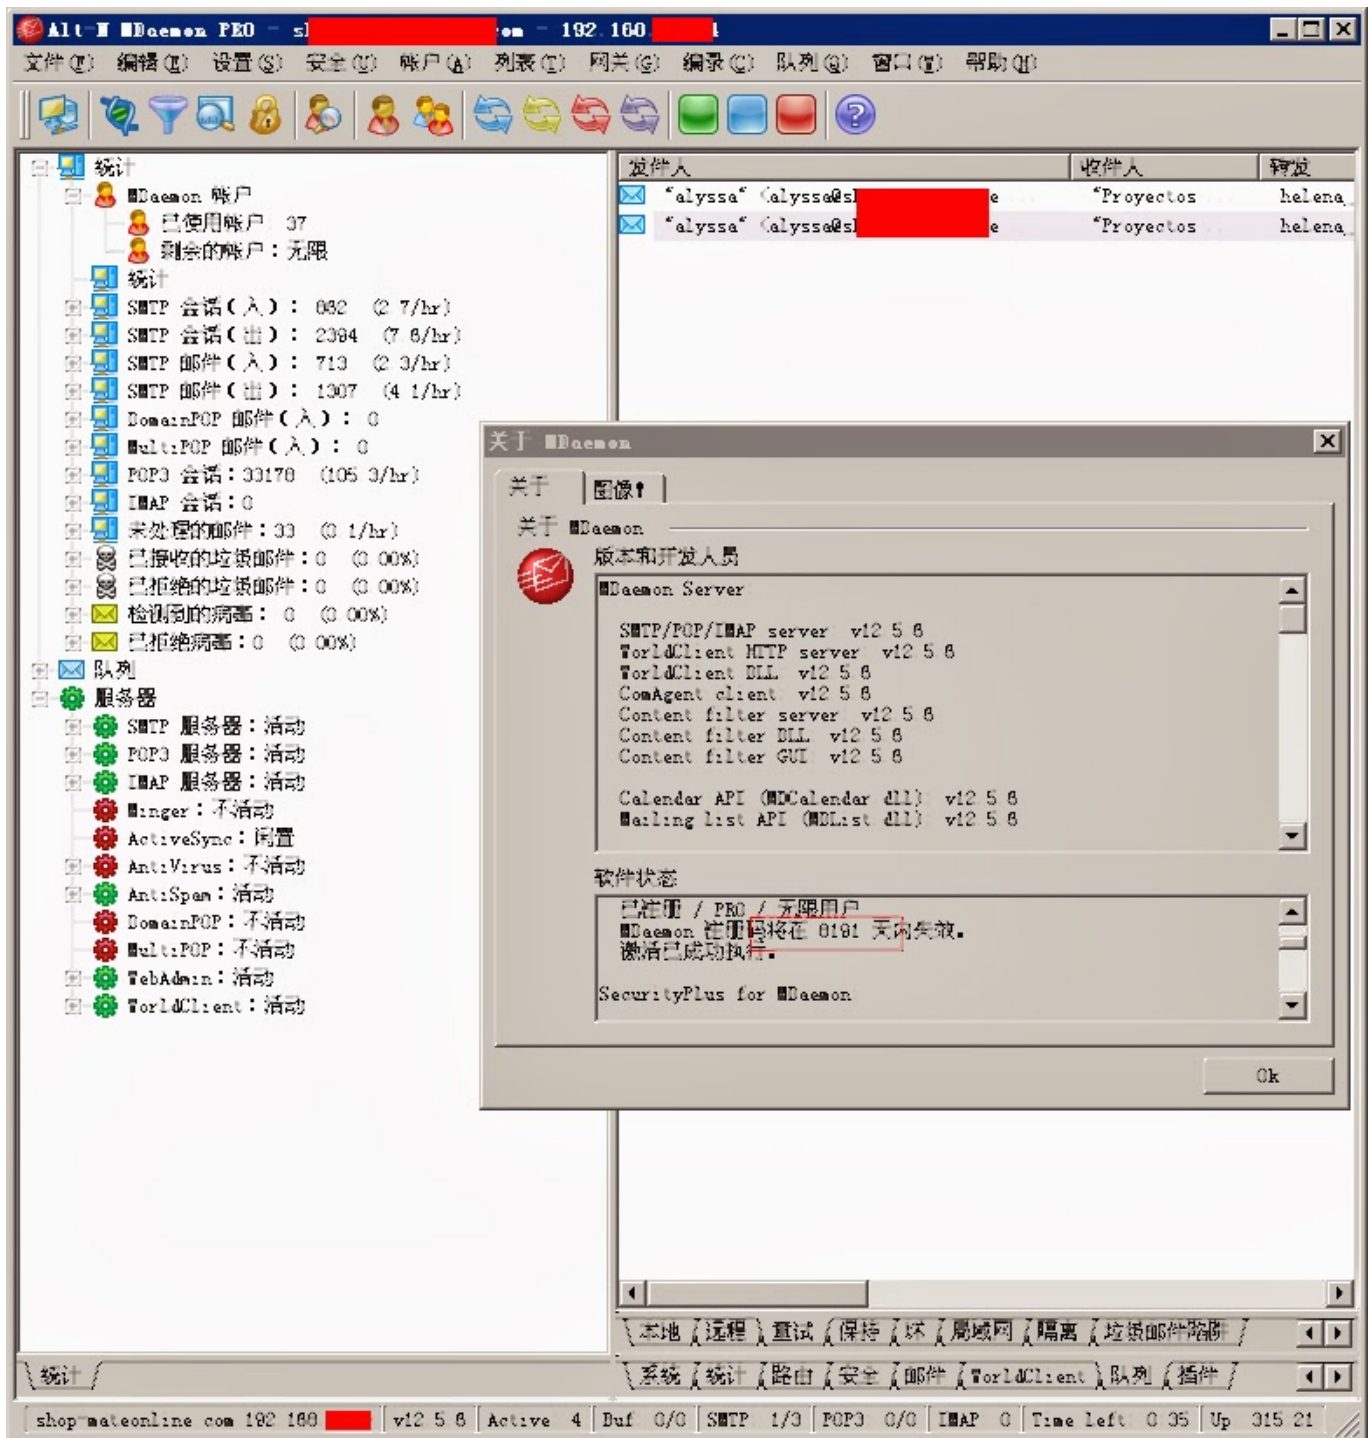 Alt-N MDaemon PRO - s com - 192.168. 4
文件(F) 编辑(E) 设置(S) 安全(U) 帐户(A) 列表(I) 网关(G) 编录(C) 队列(Q) 窗口(W) 帮助(H)
统计
MDaemon 帐户
已使用帐户: 37
剩余的帐户：无限
统计
SMTP 会话(入)： 882 (2.7/hr)
SMTP 会话(出)： 2394 (7.6/hr)
SMTP 邮件(入)： 713 (2.3/hr)
SMTP 邮件(出)： 1307 (4.1/hr)
DomainPOP 邮件(入)： 0
MultiPOP 邮件(入)： 0
POP3 会话：33178 (105.3/hr)
IMAP 会话：0
未处理的邮件：33 (0.1/hr)
已接收的垃圾邮件：0 (0.00%)
已拒绝的垃圾邮件：0 (0.00%)
检测到的病毒： 0 (0.00%)
已拒绝病毒：0 (0.00%)
队列
服务器
SMTP 服务器：活动
POP3 服务器：活动
IMAP 服务器：活动
Minger：不活动
ActiveSync：闲置
AntiVirus：不活动
AntiSpam：活动
DomainPOP：不活动
MultiPOP：不活动
WebAdmin：活动
WorldClient：活动
统计
发件人 收件人 转发
"alyssa" <alyssa@s e ... "Proyectos ... helena_
"alyssa" <alyssa@s e ... "Proyectos ... helena_
关于 MDaemon
关于 图像!
关于 MDaemon
版本和开发人员
MDaemon Server:
SMTP/POP/IMAP server: v12.5.6
WorldClient HTTP server: v12.5.6
WorldClient DLL: v12.5.6
ComAgent client: v12.5.6
Content filter server: v12.5.6
Content filter DLL: v12.5.6
Content filter GUI: v12.5.6
Calendar API (MDCalendar.dll): v12.5.6
Mailing list API (MDList.dll): v12.5.6
软件状态
已注册 / PRO / 无限用户
MDaemon 注册码将在 8191 天内失效。
激活已成功执行。
SecurityPlus for MDaemon:
Ok
本地 远程 重试 保持 坏 局域网 隔离 垃圾邮件陷阱
系统 统计 路由 安全 邮件 WorldClient 队列 插件
shop-mateonline.com 192.168. v12.5.6 Active: 4 Buf: 0/0 SMTP: 1/3 POP3: 0/0 IMAP: 0 Time left: 0:35 Up: 315:21